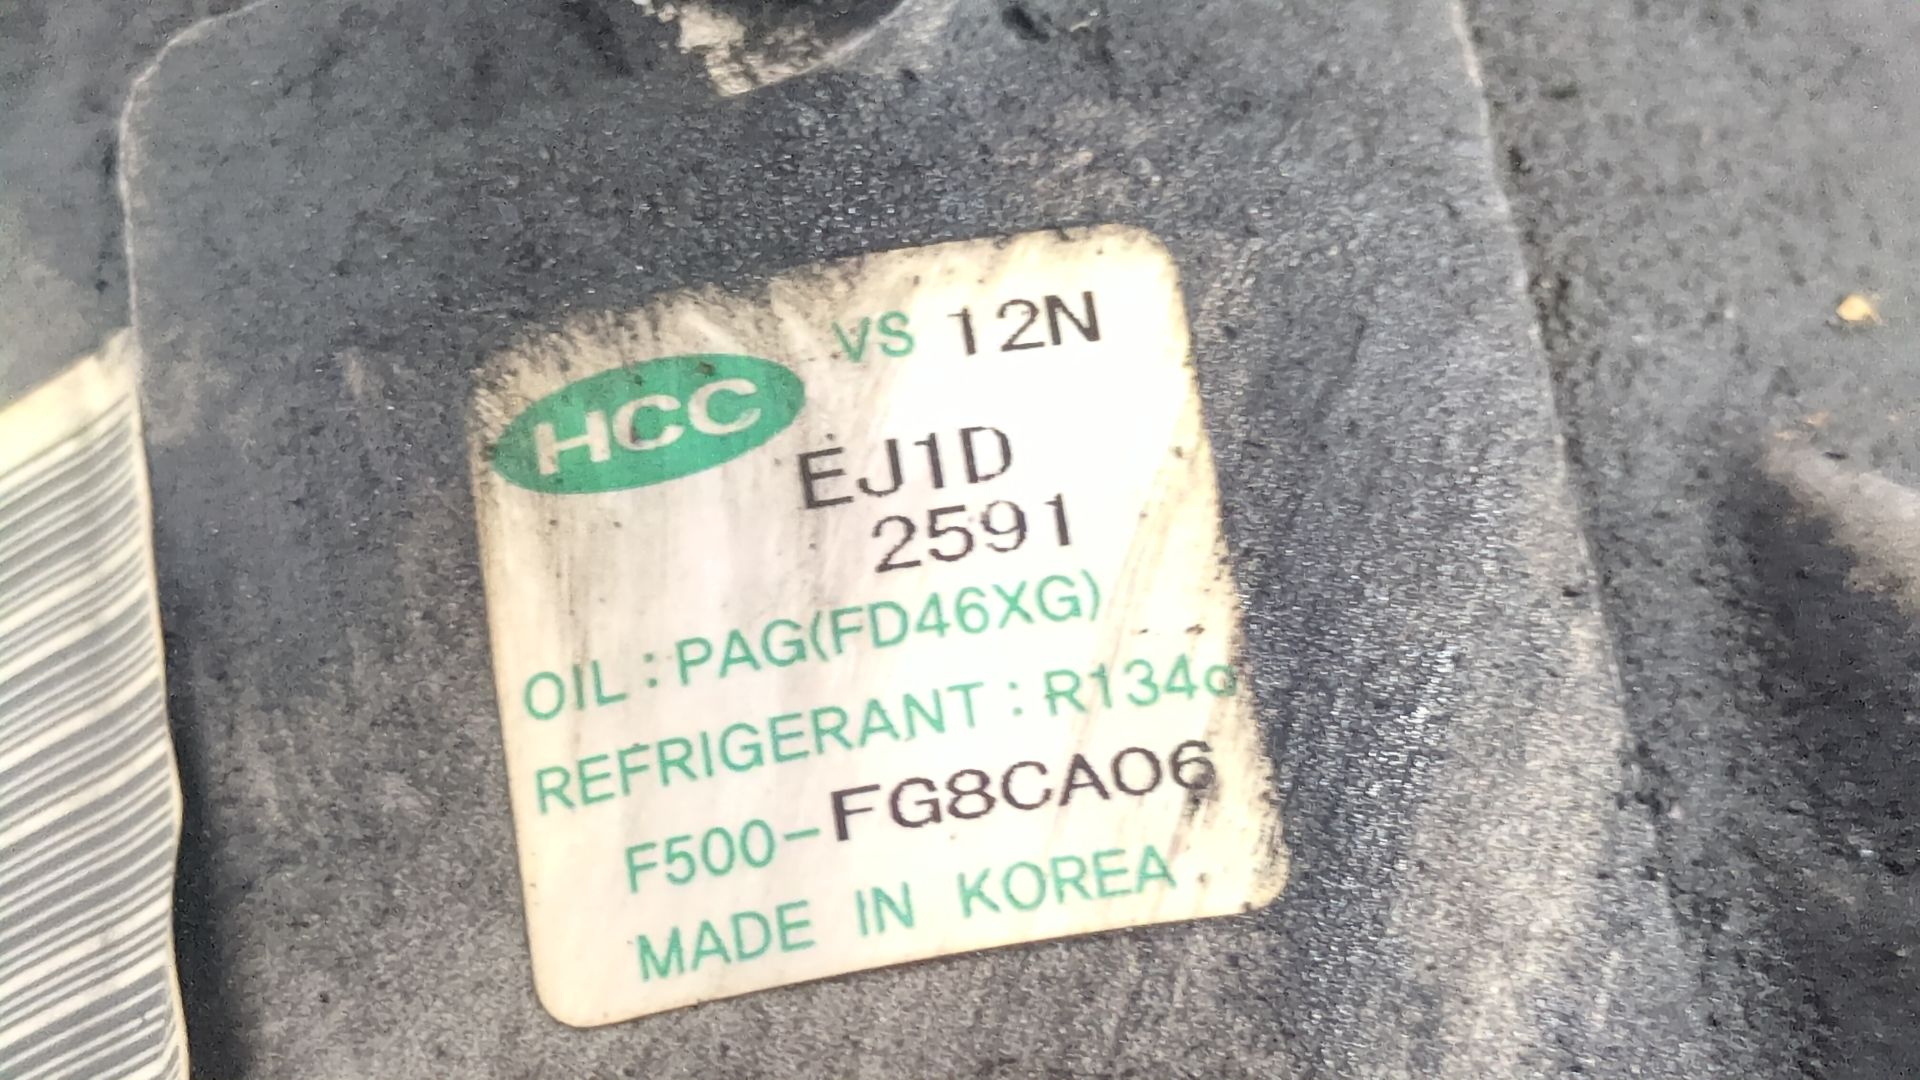 VS 12N
HCC
EJ1D
2591
OIL : PAG(FD46XG)
REFRIGERANT : R134a
F500-FG8CA06
MADE IN KOREA